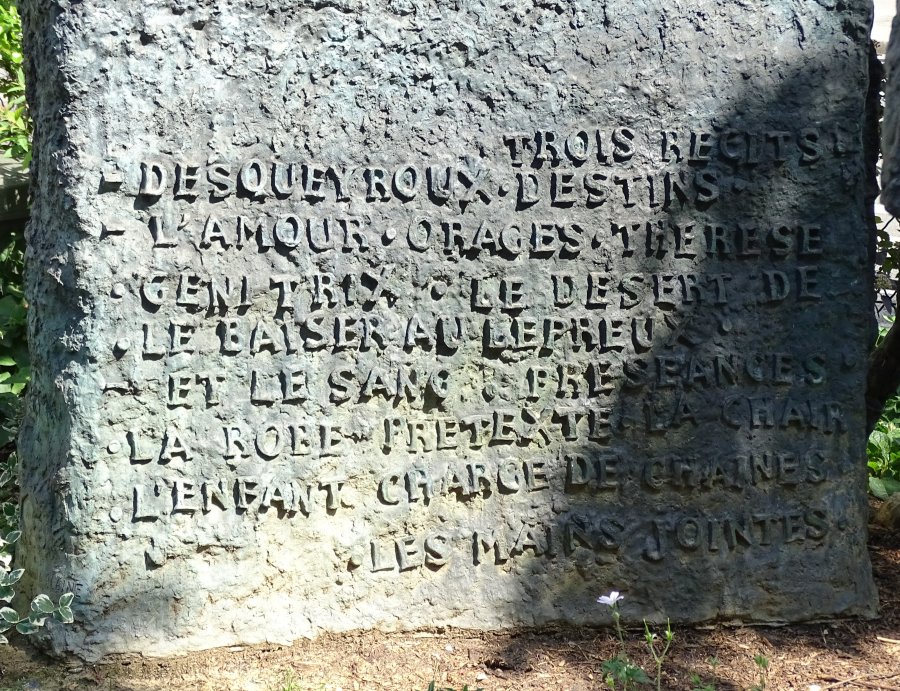 TROIS RECITS
- DESQUEYROUX · DESTINS ·
- L'AMOUR · ORAGES · THERESE
· GENITRIX · LE DESERT DE
· LE BAISER AU LEPREUX ·
- ET LE SANG · PRESEANCES ·
· LA ROBE - PRETEXTE · LA CHAIR
· L'ENFANT CHARGE DE CHAINES
· LES MAINS JOINTES ·